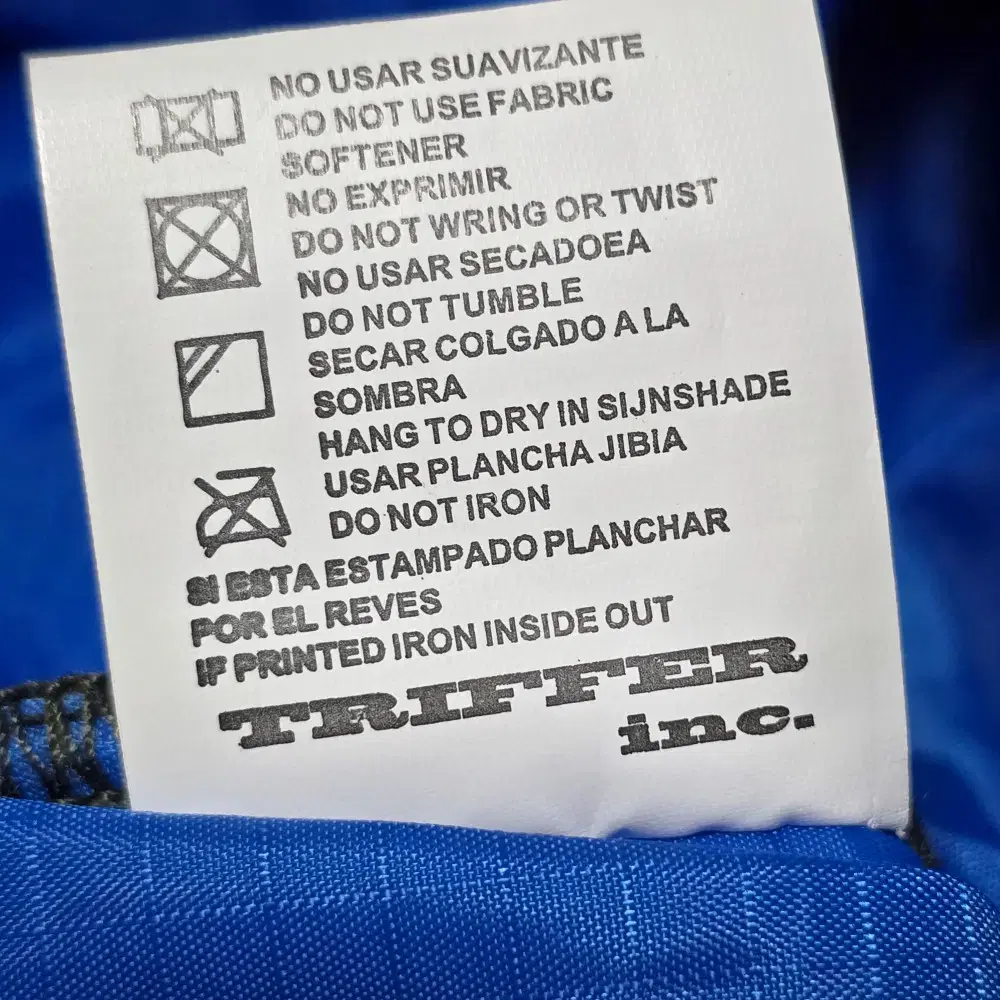 NO USAR SUAVIZANTE
DO NOT USE FABRIC
SOFTENER
NO EXPRIMIR
DO NOT WRING OR TWIST
NO USAR SECADOEA
DO NOT TUMBLE
SECAR COLGADO A LA
SOMBRA
HANG TO DRY IN SIJNSHADE
USAR PLANCHA JIBIA
DO NOT IRON
SI ESTA ESTAMPADO PLANCHAR
POR EL REVES
IF PRINTED IRON INSIDE OUT
TRIFFER
inc.